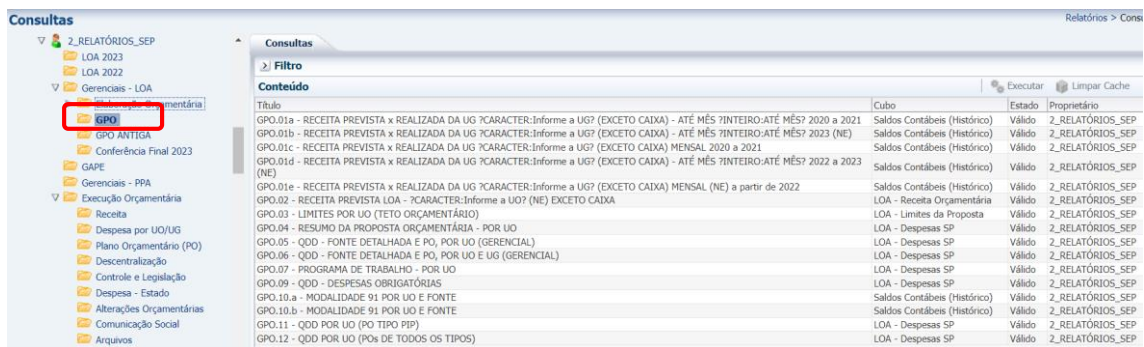 Consultas
Relatórios > Cons
2_RELATÓRIOS_SEP
LOA 2023
LOA 2022
Gerenciais - LOA
Elaboração Orçamentária
GPO
GPO ANTIGA
Conferência Final 2023
GAPE
Gerenciais - PPA
Execução Orçamentária
Receita
Despesa por UO/UG
Plano Orçamentário (PO)
Descentralização
Controle e Legislação
Despesa - Estado
Alterações Orçamentárias
Comunicação Social
Arquivos
Consultas
Filtro
Conteúdo Executar Limpar Cache
Título Cubo Estado Proprietário
GPO.01a - RECEITA PREVISTA x REALIZADA DA UG ?CARACTER:Informe a UG? (EXCETO CAIXA) - ATÉ MÊS ?INTEIRO:ATÉ MÊS? 2020 a 2021 Saldos Contábeis (Histórico) Válido 2_RELATÓRIOS_SEP
GPO.01b - RECEITA PREVISTA x REALIZADA DA UG ?CARACTER:Informe a UG? (EXCETO CAIXA) - ATÉ MÊS ?INTEIRO:ATÉ MÊS? 2023 (NE) Saldos Contábeis (Histórico) Válido 2_RELATÓRIOS_SEP
GPO.01c - RECEITA PREVISTA x REALIZADA DA UG ?CARACTER:Informe a UG? (EXCETO CAIXA) MENSAL 2020 a 2021 Saldos Contábeis (Histórico) Válido 2_RELATÓRIOS_SEP
GPO.01d - RECEITA PREVISTA x REALIZADA DA UG ?CARACTER:Informe a UG? (EXCETO CAIXA) - ATÉ MÊS ?INTEIRO:ATÉ MÊS? 2022 a 2023 Saldos Contábeis (Histórico) Válido 2_RELATÓRIOS_SEP
(NE)
GPO.01e - RECEITA PREVISTA x REALIZADA DA UG ?CARACTER:Informe a UG? (EXCETO CAIXA) MENSAL (NE) a partir de 2022 Saldos Contábeis (Histórico) Válido 2_RELATÓRIOS_SEP
GPO.02 - RECEITA PREVISTA LOA - ?CARACTER:Informe a UO? (NE) EXCETO CAIXA LOA - Receita Orçamentária Válido 2_RELATÓRIOS_SEP
GPO.03 - LIMITES POR UO (TETO ORÇAMENTÁRIO) LOA - Limites da Proposta Válido 2_RELATÓRIOS_SEP
GPO.04 - RESUMO DA PROPOSTA ORÇAMENTÁRIA - POR UO LOA - Despesas SP Válido 2_RELATÓRIOS_SEP
GPO.05 - QDD - FONTE DETALHADA E PO, POR UO (GERENCIAL) LOA - Despesas SP Válido 2_RELATÓRIOS_SEP
GPO.06 - QDD - FONTE DETALHADA E PO, POR UO E UG (GERENCIAL) LOA - Despesas SP Válido 2_RELATÓRIOS_SEP
GPO.07 - PROGRAMA DE TRABALHO - POR UO LOA - Despesas SP Válido 2_RELATÓRIOS_SEP
GPO.09 - QDD - DESPESAS OBRIGATÓRIAS LOA - Despesas SP Válido 2_RELATÓRIOS_SEP
GPO.10.a - MODALIDADE 91 POR UO E FONTE Saldos Contábeis (Histórico) Válido 2_RELATÓRIOS_SEP
GPO.10.b - MODALIDADE 91 POR UO E FONTE Saldos Contábeis (Histórico) Válido 2_RELATÓRIOS_SEP
GPO.11 - QDD POR UO (PO TIPO PIP) LOA - Despesas SP Válido 2_RELATÓRIOS_SEP
GPO.12 - QDD POR UO (POs DE TODOS OS TIPOS) LOA - Despesas SP Válido 2_RELATÓRIOS_SEP